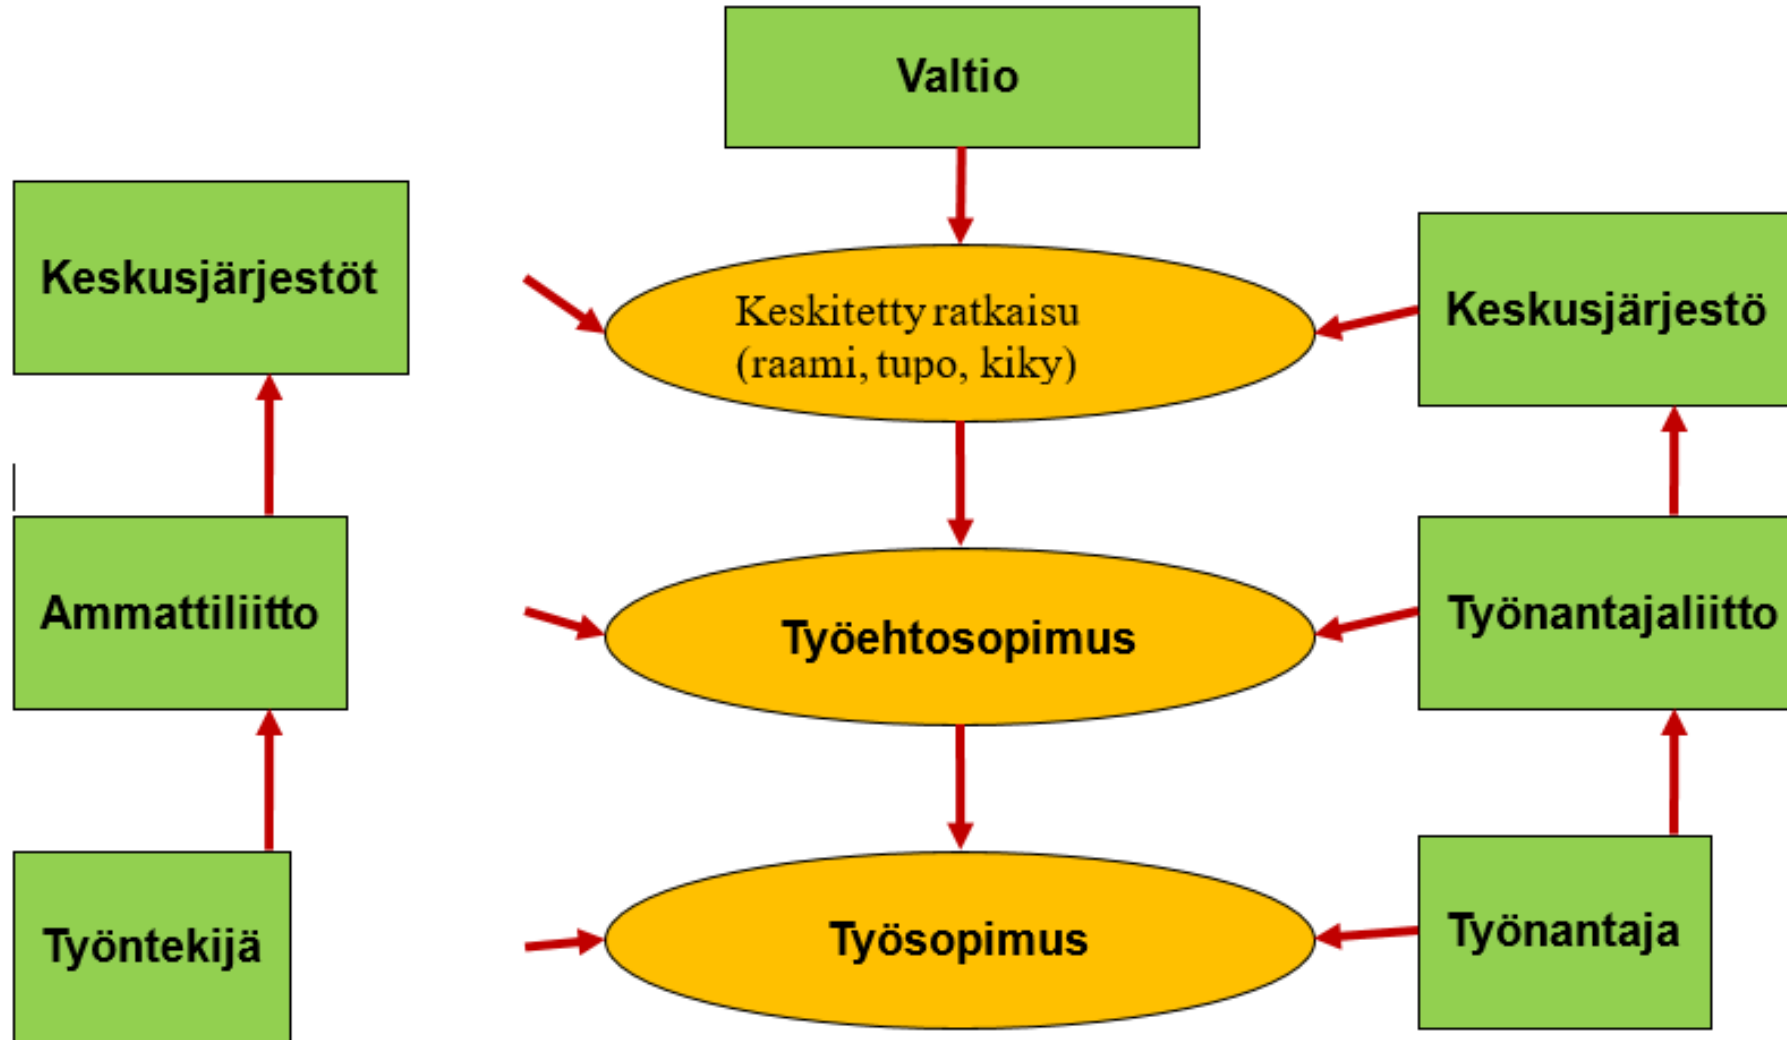 Valtio
Keskusjärjestöt
Keskitetty ratkaisu
(raami, tupo, kiky)
Keskusjärjestö
Ammattiliitto
Työehtosopimus
Työnantajaliitto
Työntekijä
Työsopimus
Työnantaja